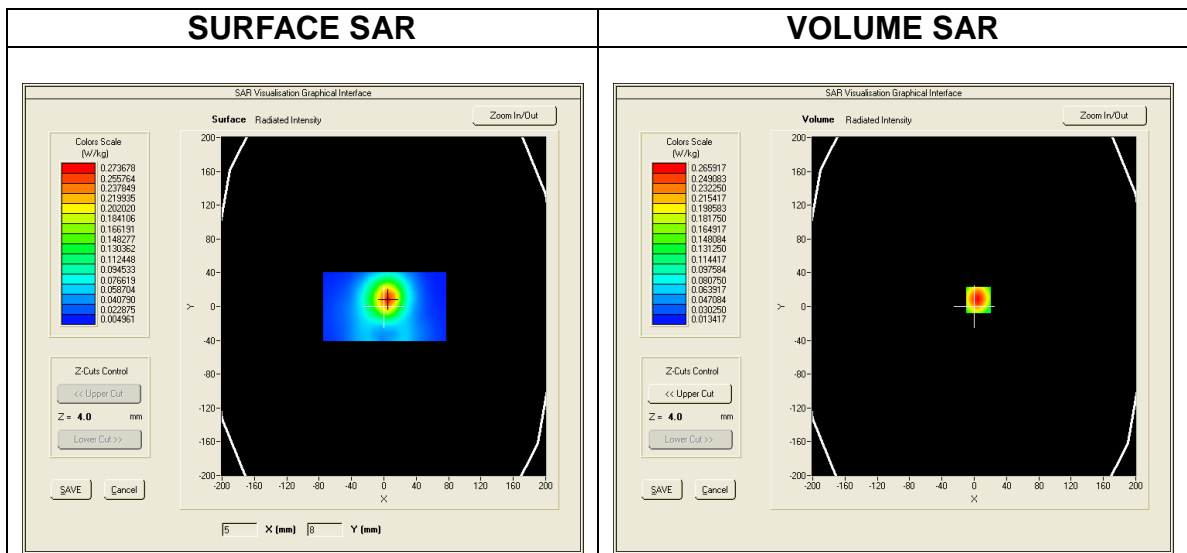 SURFACE SAR
VOLUME SAR
SAR Visualisation Graphical Interface
Surface Radiated Intensity
Zoom In/Out
Colors Scale
(W/kg)
0.273678
0.255764
0.237849
0.219935
0.202020
0.184106
0.166191
0.148277
0.130362
0.112448
0.094533
0.076619
0.058704
0.040790
0.022875
0.004961
Z-Cuts Control
<< Upper Cut
Z = 4.0 mm
Lower Cut >>
SAVE
Cancel
200
160
120
80
40
0
-40
-80
-120
-160
-200
Y
-200 -160 -120 -80 -40 0 40 80 120 160 200
X
5 X (mm) 8 Y (mm)
SAR Visualisation Graphical Interface
Volume Radiated Intensity
Zoom In/Out
Colors Scale
(W/kg)
0.265917
0.249083
0.232250
0.215417
0.198583
0.181750
0.164917
0.148084
0.131250
0.114417
0.097584
0.080750
0.063917
0.047084
0.030250
0.013417
Z-Cuts Control
<< Upper Cut
Z = 4.0 mm
Lower Cut >>
SAVE
Cancel
200
160
120
80
40
0
-40
-80
-120
-160
-200
Y
-200 -160 -120 -80 -40 0 40 80 120 160 200
X